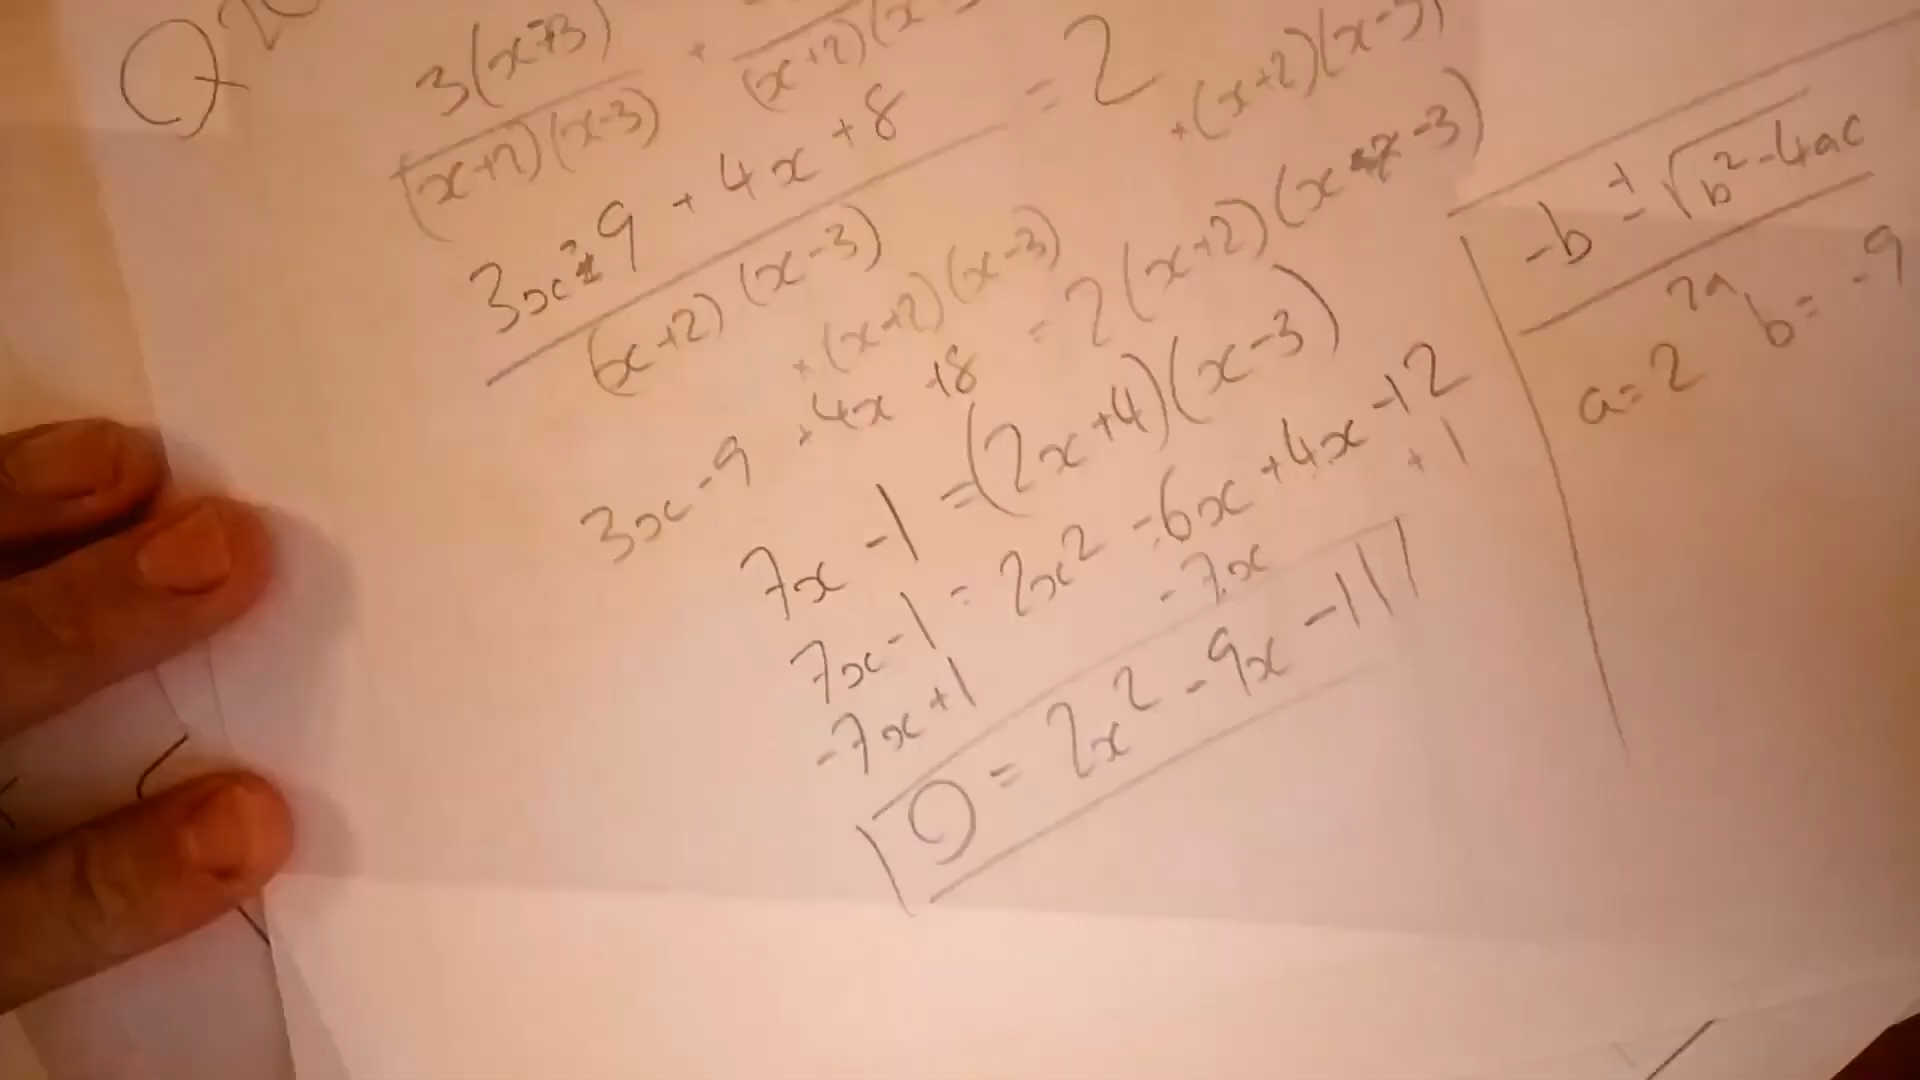 Q
3(x-3) + = 2
(x+2)(x-3) (x+2)(x
3x-9 + 4x + 8 ×(x+2)(x-3)
(x+2)(x-3)
×(x+2)(x-3)
3x-9 +4x +8 = 2(x+2)(x-3)
7x -1 = (2x+4)(x-3)
7x-1 = 2x² -6x+4x-12
-7x+1 -7x +1
0 = 2x² -9x -11
-b ± √b²-4ac
2a
a=2 b= -9